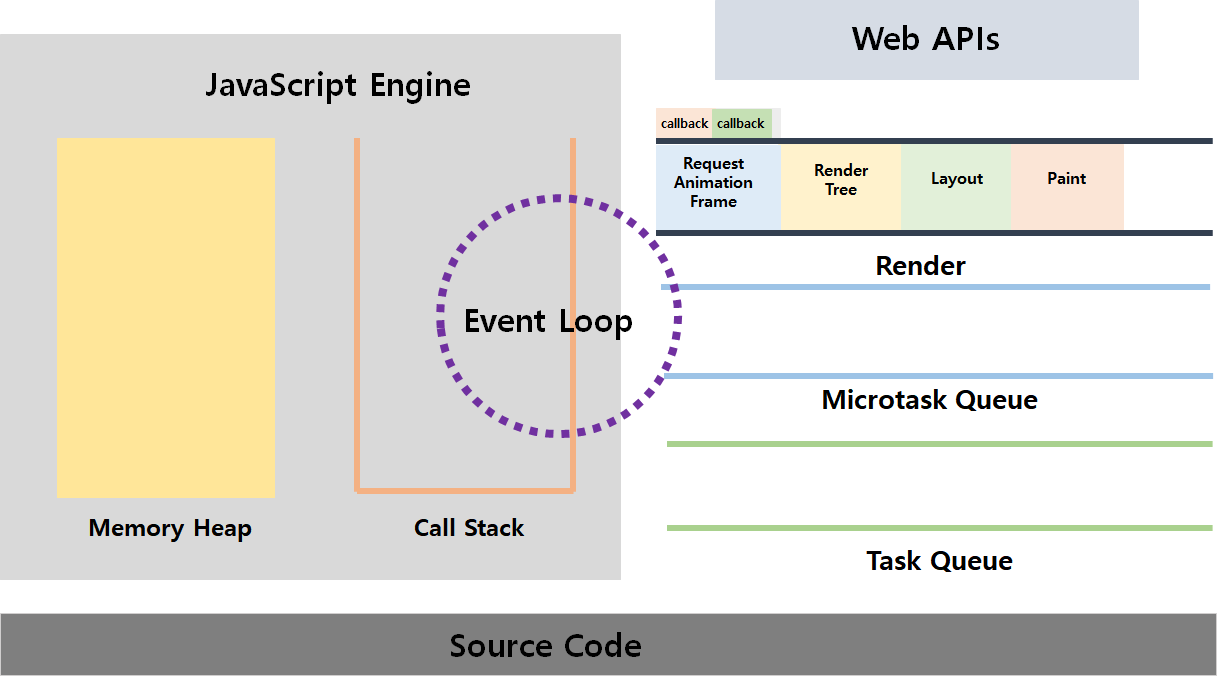 Web APIs
JavaScript Engine
callback callback
Request
Animation
Frame
Render
Tree
Layout
Paint
Render
Event Loop
Microtask Queue
Memory Heap
Call Stack
Task Queue
Source Code